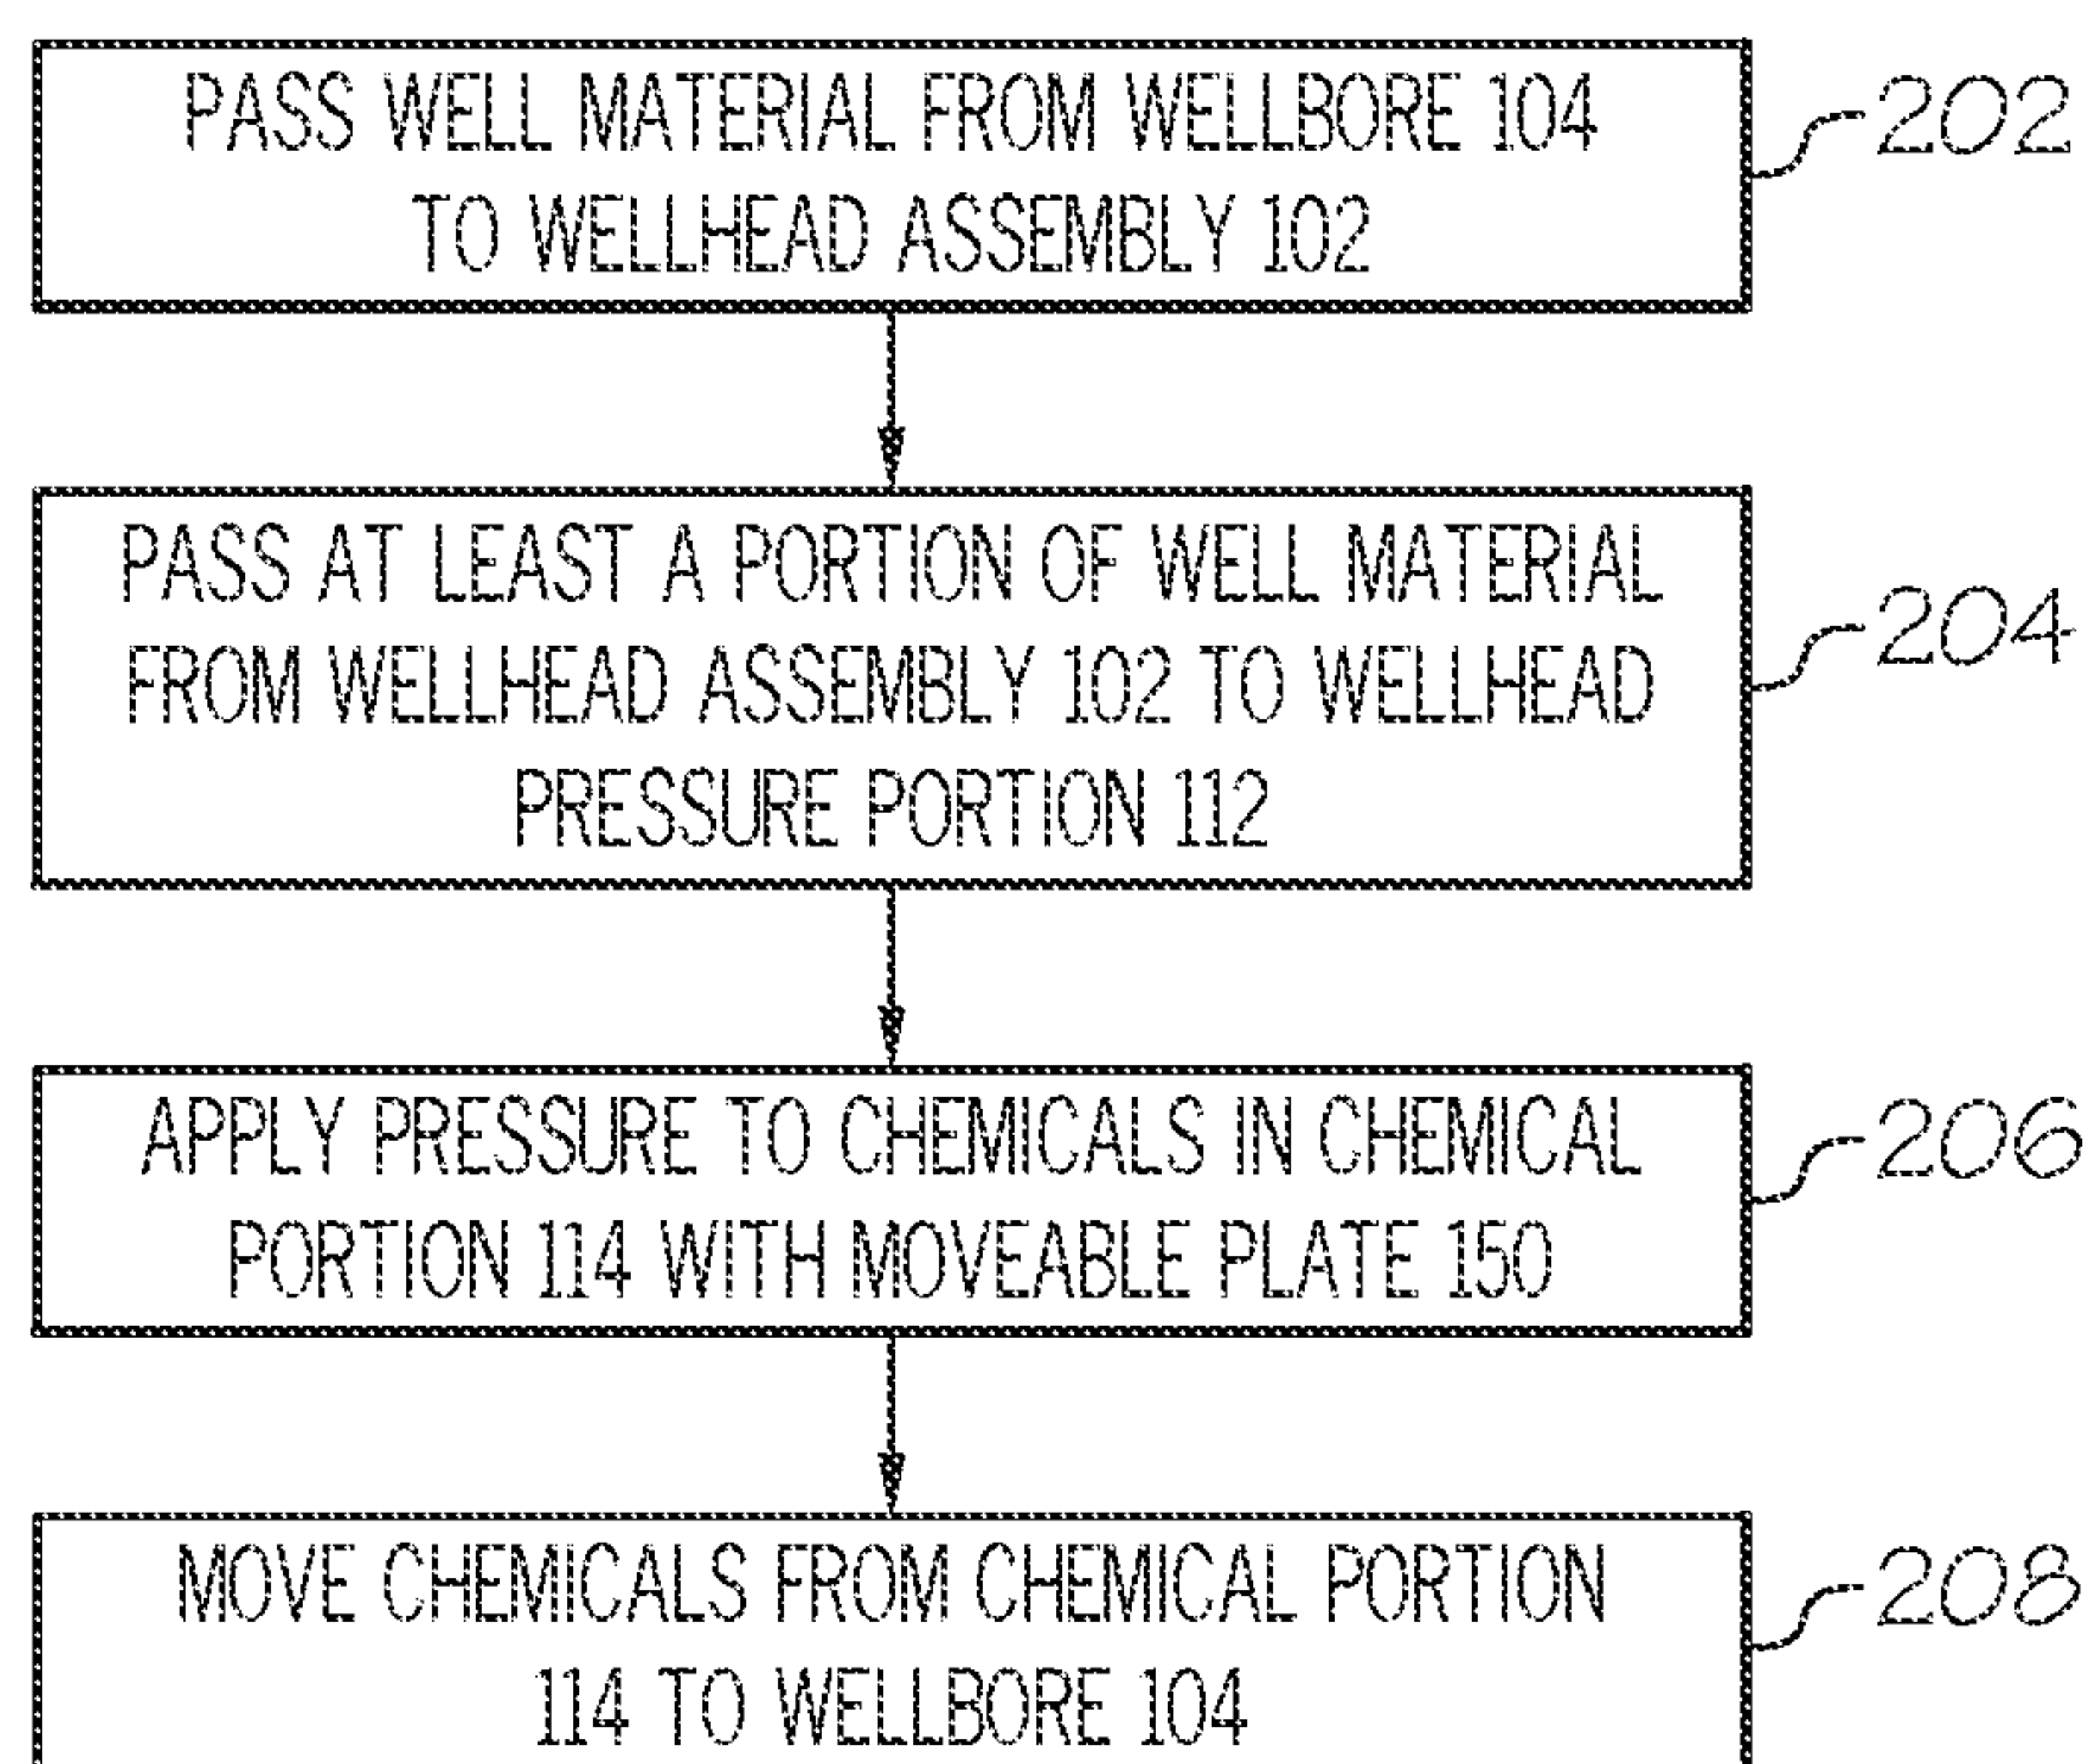 PASS WELL MATERIAL FROM WELLBORE 104
TO WELLHEAD ASSEMBLY 102
202
PASS AT LEAST A PORTION OF WELL MATERIAL
FROM WELLHEAD ASSEMBLY 102 TO WELLHEAD
PRESSURE PORTION 112
204
APPLY PRESSURE TO CHEMICALS IN CHEMICAL
PORTION 114 WITH MOVEABLE PLATE 150
206
MOVE CHEMICALS FROM CHEMICAL PORTION
114 TO WELLBORE 104
208